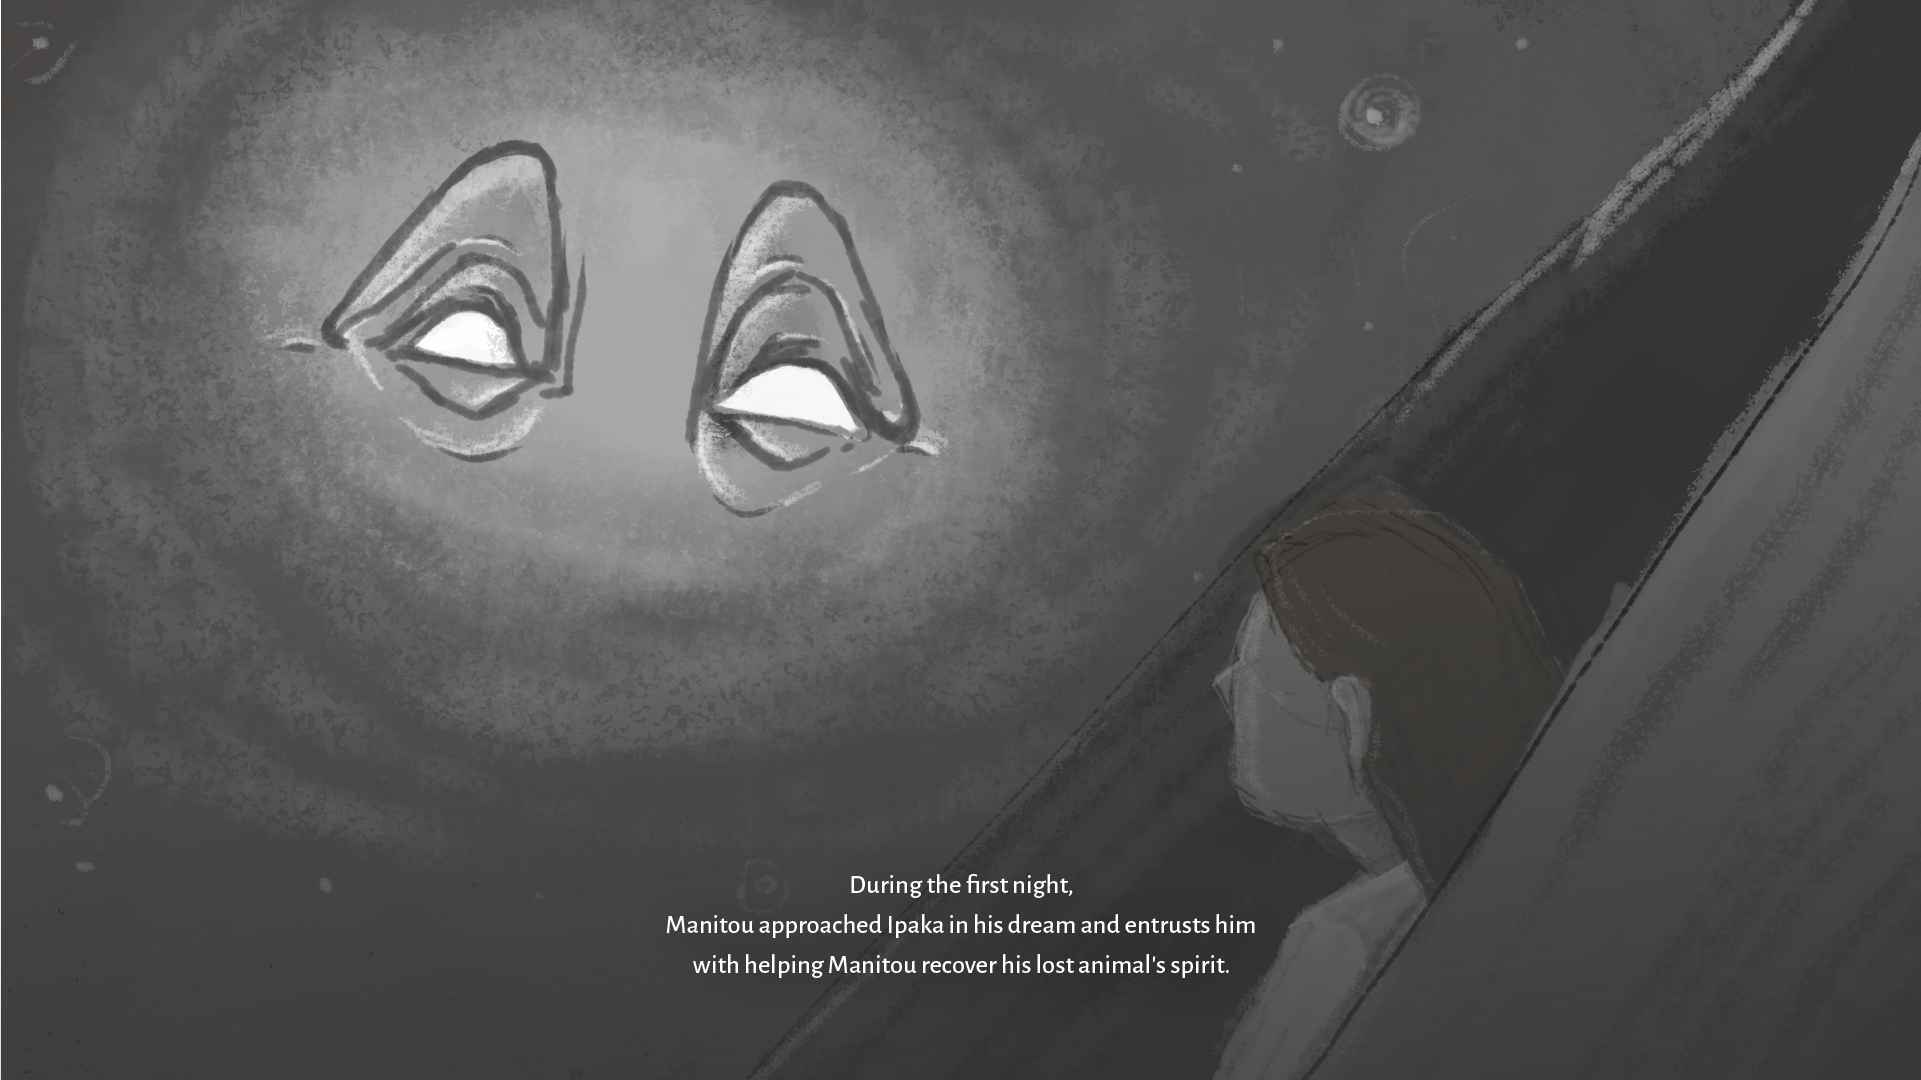 During the first night,
Manitou approached Ipaka in his dream and entrusts him
with helping Manitou recover his lost animal's spirit.